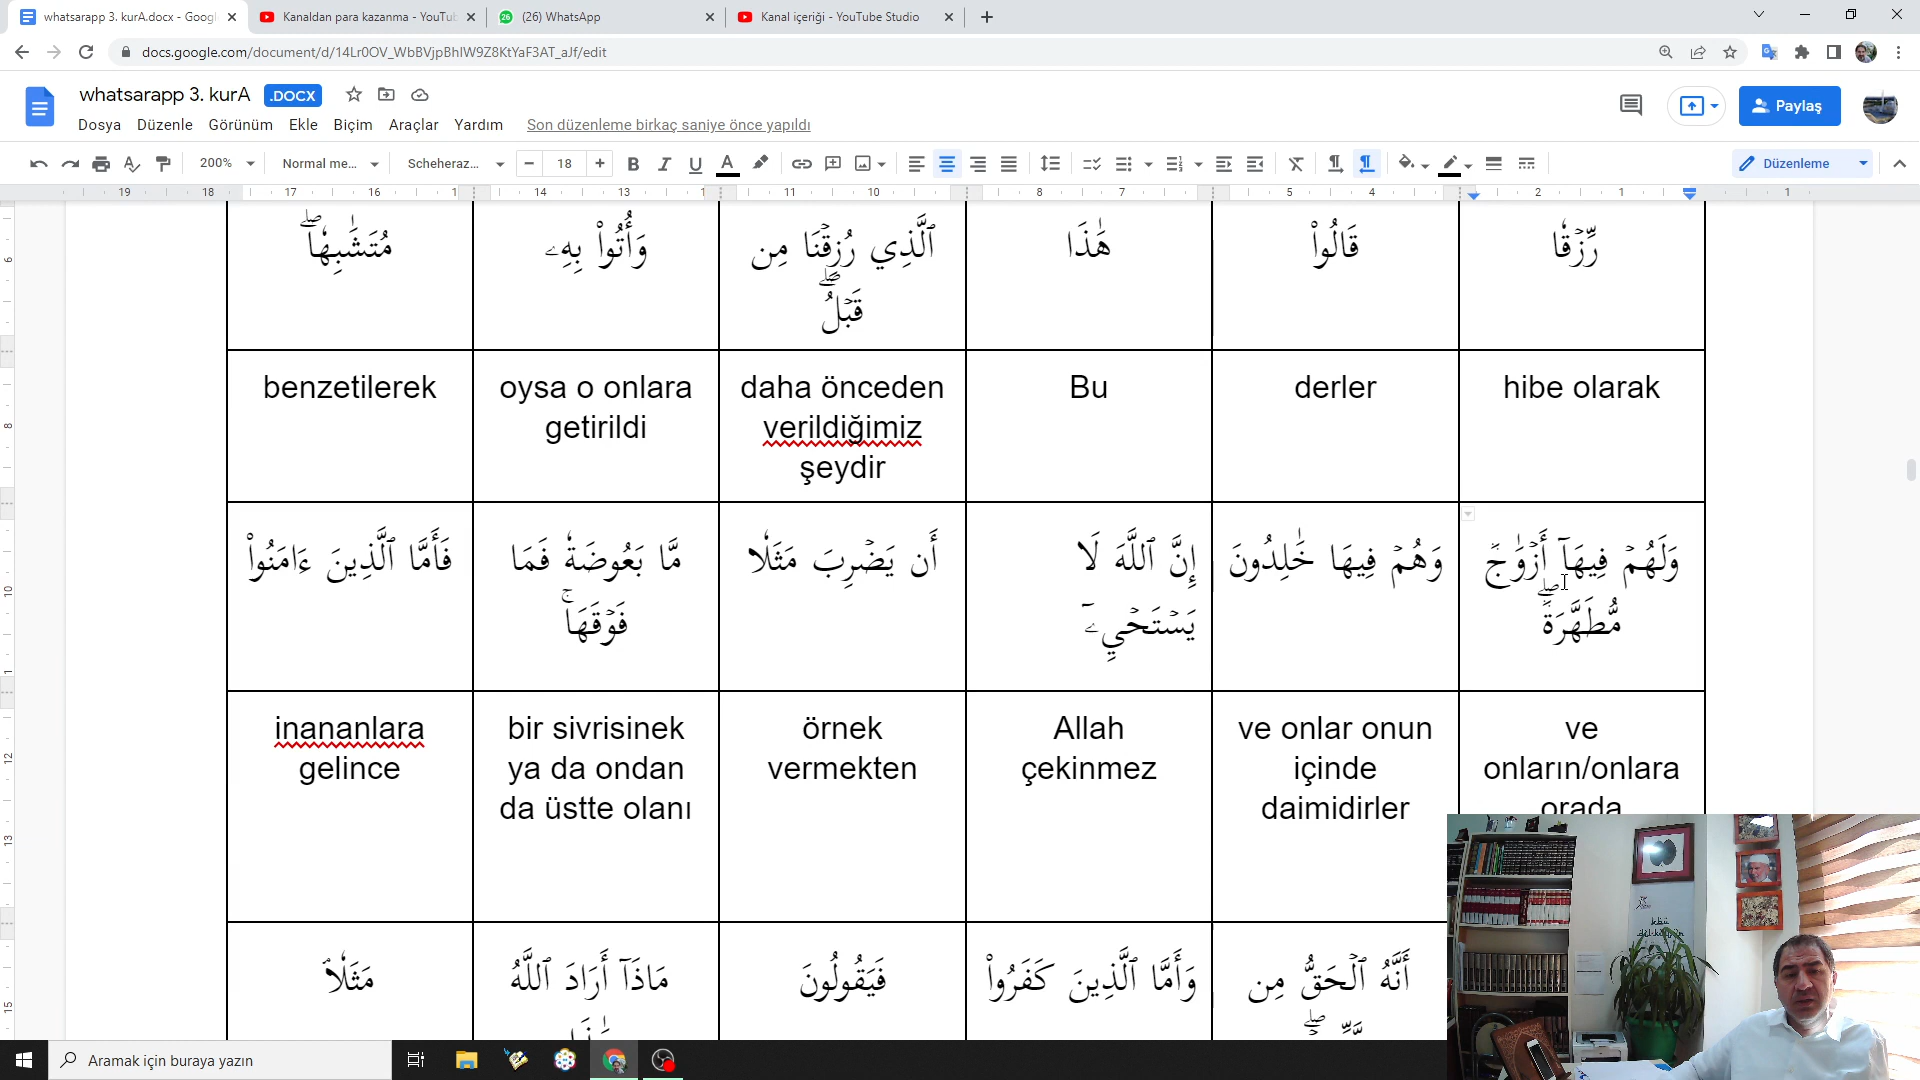 whatsarapp 3. kurA.docx - Googl
Kanaldan para kazanma - YouTub
(26) WhatsApp
Kanal içeriği - YouTube Studio
docs.google.com/document/d/14Lr0OV_WbBVjpBhIW9Z8KtYaF3AT_aJf/edit
whatsarapp 3. kurA .DOCX
Paylaş
Dosya Düzenle Görünüm Ekle Biçim Araçlar Yardım Son düzenleme birkaç saniye önce yapıldı
200% Normal me... Scheheraz... 18 Düzenleme
رِّزْقًا قَالُوا۟ هَٰذَا ٱلَّذِي رُزِقْنَا مِن وَأُتُوا۟ بِهِۦ مُتَشَٰبِهًاۖ
قَبْلُۖ
benzetilerek oysa o onlara daha önceden Bu derler hibe olarak
getirildi verildiğimiz
şeydir
وَلَهُمْ فِيهَآ أَزْوَٰجٌ وَهُمْ فِيهَا خَٰلِدُونَ إِنَّ ٱللَّهَ لَا أَن يَضْرِبَ مَثَلًا مَّا بَعُوضَةً فَمَا فَأَمَّا ٱلَّذِينَ ءَامَنُوا۟
مُّطَهَّرَةٌۖ يَسْتَحْيِۦٓ فَوْقَهَاۚ
inananlara bir sivrisinek örnek Allah ve onlar onun ve
gelince ya da ondan vermekten çekinmez içinde onların/onlara
da üstte olanı daimidirler orada
أَنَّهُ ٱلْحَقُّ مِن وَأَمَّا ٱلَّذِينَ كَفَرُوا۟ فَيَقُولُونَ مَاذَآ أَرَادَ ٱللَّهُ مَثَلًا
Aramak için buraya yazın